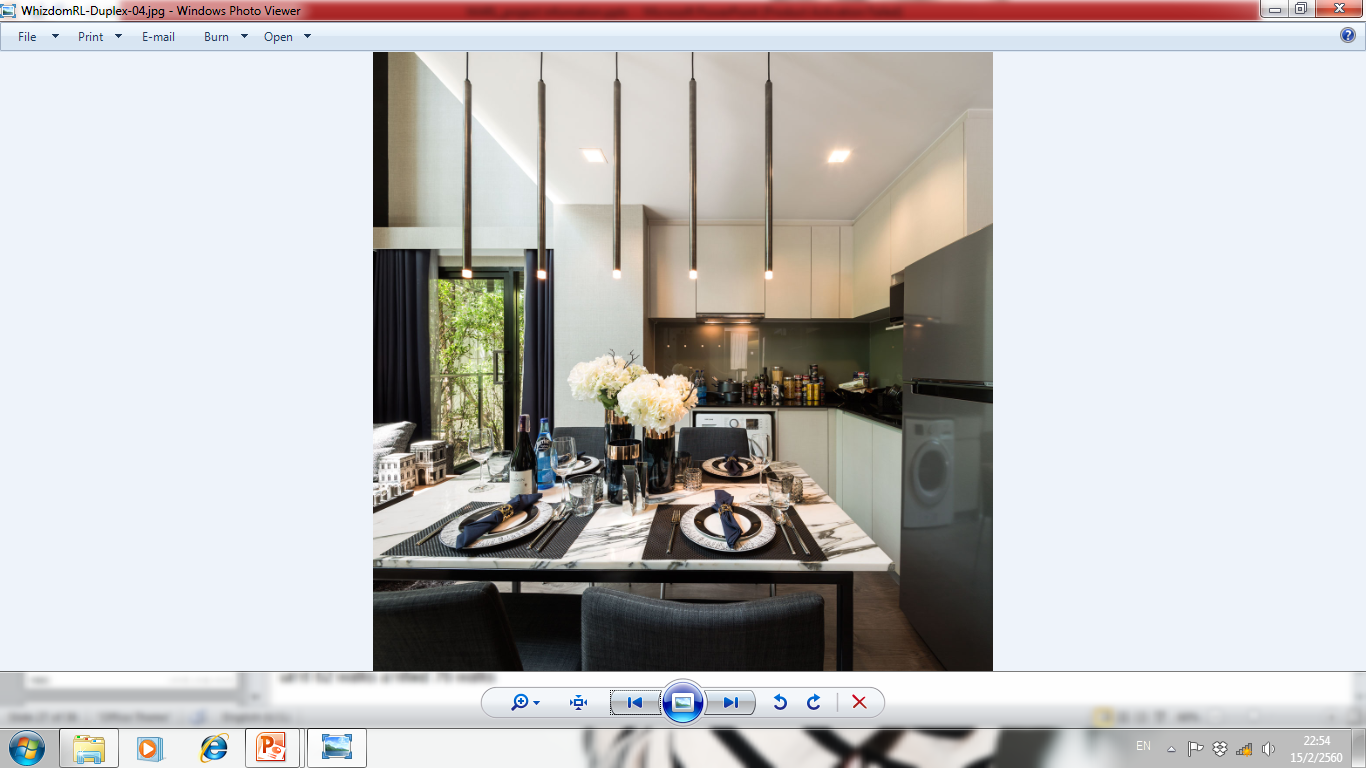 WhizdomRL-Duplex-04.jpg - Windows Photo Viewer
File Print E-mail Burn Open
EN
22:54
15/2/2560